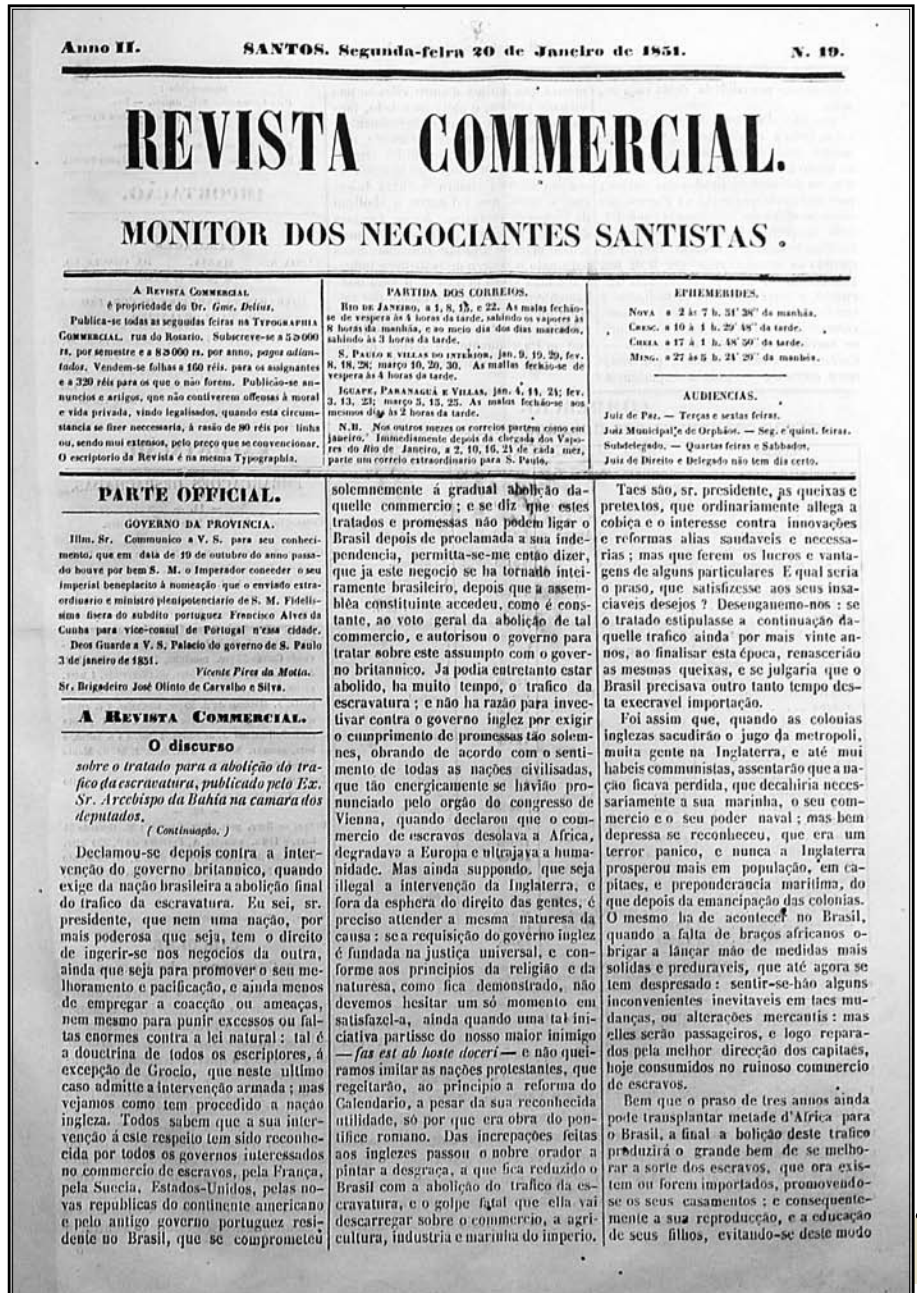 Anno II.
SANTOS. Segunda-feira 20 de Janeiro de 1851.
N. 19.
REVISTA COMMERCIAL.
MONITOR DOS NEGOCIANTES SANTISTAS.
A REVISTA COMMERCIAL
é propriedade do Dr. Gme. Delius.
Publica-se todas as segundas feiras na TYPOGRAPHIA
COMMERCIAL, rua do Rosario. Subscreve-se a 5$000
rs. por semestre e a 8$000 rs. por anno, pagos adian-
tados. Vendem-se folhas a 160 réis. para os assignantes
e a 320 réis para os que o não forem. Publicão-se an-
nuncios e artigos, que não contiverem offensas à moral
e vida privada, vindo legalisados, quando esta circum-
stancia se fizer necessaria, à rasão de 80 réis por linha
ou, sendo mui extensos, pelo preço que se convencionar.
O escriptorio da Revista é na mesma Typographia.
PARTIDA DOS CORREIOS.
RIO DE JANEIRO, a 1, 8, 15, e 22. As malas fechão-
se de vespera às 4 horas da tarde, sahindo os vapores às
8 horas da manhãa, e ao meio dia dos dias marcados,
sahindo às 3 horas da tarde.
S. PAULO E VILLAS DO INTERIOR, jan. 9, 19, 29, fev.
8, 18, 28; março 10, 20, 30. As malas fechão-se de
vespera às 4 horas da tarde.
IGUAPE, PARANAGUÁ E VILLAS, jan. 4, 14, 24; fev.
3, 13, 23; março 5, 15, 25. As malas fechão-se aos
mesmos dias às 2 horas da tarde.
N.B. Nos outros mezes os correios partem como em
janeiro. Immediatamente depois da chegada dos Vapo-
res do Rio de Janeiro, a 2, 10, 16, 24 de cada mez,
parte um correio extraordinario para S. Paulo.
EPHEMERIDES.
NOVA a 2 às 7 h. 51' 38" da manhãa.
CRESC. a 10 à 1 h. 29' 48" da tarde.
CHEIA a 17 à 1 h. 48' 50" da tarde.
MING. a 27 às 5 h. 24' 20" da manhãa.
AUDIENCIAS.
Juiz de Paz. — Terças e sextas feiras.
Juiz Municipal e de Orphãos. — Seg. e quint. feiras.
Subdelegado. — Quartas feiras e Sabbados.
Juiz de Direito e Delegado não tem dia certo.
PARTE OFFICIAL.
GOVERNO DA PROVINCIA.
Illm. Sr. Communico a V. S. para seu conheci-
mento, que em data de 19 de outubro do anno passa-
do houve por bem S. M. o Imperador conceder o seu
imperial beneplacito à nomeação que o enviado extra-
ordinario e ministro plenipotenciario de S. M. Fidelis-
sima fisera do subdito portuguez Francisco Alves da
Cunha para vice-consul de Portugal n'essa cidade.
Deos Guarde a V. S. Palacio do governo de S. Paulo
3 de janeiro de 1851.
Vicente Pires da Motta.
Sr. Brigadeiro José Olinto de Carvalho e Silva.
A REVISTA COMMERCIAL.
O discurso
sobre o tratado para a abolição do tra-
fico da escravatura, publicado pelo Ex.
Sr. Arcebispo da Bahia na camara dos
deputados.
( Continuação. )
Declamou-se depois contra a inter-
venção do governo britannico, quando
exige da nação brasileira a abolição final
do trafico da escravatura. Eu sei, sr.
presidente, que nem uma nação, por
mais poderosa que seja, tem o direito
de ingerir-se nos negocios da outra,
ainda que seja para promover o seu me-
lhoramento e pacificação, e ainda menos
de empregar a coacção ou ameaças,
nem mesmo para punir excessos ou fal-
tas enormes contra a lei natural: tal é
a douctrina de todos os escriptores, á
excepção de Grocio, que neste ultimo
caso admitte a intervenção armada; mas
vejamos como tem procedido a nação
ingleza. Todos sabem que a sua inter-
venção á este respeito tem sido reconhe-
cida por todos os governos interessados
no commercio de escravos, pela França,
pela Suecia, Estados-Unidos, pelas no-
vas republicas do continente americano
e pelo antigo governo portuguez resi-
dente no Brasil, que se comprometeu
solemnemente á gradual abolição da-
quelle commercio; e se diz que estes
tratados e promessas não podem ligar o
Brasil depois de proclamada a sua inde-
pendencia, permitta-se-me então dizer,
que ja este negocio se ha tornado intei-
ramente brasileiro, depois que a assem-
blêa constituinte accedeu, como é cons-
tante, ao voto geral da abolição de tal
commercio, e autorisou o governo para
tratar sobre este assumpto com o gover-
no britannico. Já podia entretanto estar
abolido, ha muito tempo, o trafico da
escravatura; e não ha razão para invec-
tivar contra o governo inglez por exigir
o cumprimento de promessas tão solem-
nes, obrando de acordo com o senti-
mento de todas as nações civilisadas,
que tão energicamente se havião pro-
nunciado pelo orgão do congresso de
Vienna, quando declarou que o com-
mercio de escravos desolava a Africa,
degradava a Europa e ultrajava a huma-
nidade. Mas ainda suppondo, que seja
illegal a intervenção da Inglaterra, e
fora da esphera do direito das gentes, é
preciso attender a mesma naturesa da
causa: se a requisição do governo inglez
é fundada na justiça universal, e con-
forme aos principios da religião e da
naturesa, como fica demonstrado, não
devemos hesitar um só momento em
satisfazel-a, ainda quando uma tal ini-
ciativa partisse do nosso maior inimigo
—fas est ab hoste doceri— e não quei-
ramos imitar as nações protestantes, que
regeitarão, ao principio a reforma do
Calendario, a pesar da sua reconhecida
utilidade, só por que era obra do pon-
tifice romano. Das increpações feitas
aos inglezes passou o nobre orador a
pintar a desgraça, a que fica reduzido o
Brasil com a abolição do trafico da es-
cravatura, e o golpe fatal que ella vai
descarregar sobre o commercio, a agri-
cultura, industria e marinha do imperio.
Taes são, sr. presidente, as queixas e
pretextos, que ordinariamente allega a
cobiça e o interesse contra innovações
e reformas alias saudaveis e necessa-
rias; mas que ferem os lucros e vanta-
gens de alguns particulares E qual seria
o praso, que satisfizesse aos seus insa-
ciaveis desejos? Desenganemo-nos: se
o tratado estipulasse a continuação da-
quelle trafico ainda por mais vinte an-
nos, ao finalisar esta época, renascerião
as mesmas queixas, e se julgaria que o
Brasil precisava outro tanto tempo des-
ta execravel importação.
Foi assim que, quando as colonias
inglezas sacudirão o jugo da metropoli,
muita gente na Inglaterra, e até mui
habeis communistas, assentarão que a na-
ção ficava perdida, que decahiria neces-
sariamente a sua marinha, o seu com-
mercio e o seu poder naval; mas bem
depressa se reconheceu, que era um
terror panico, e nunca a Inglaterra
prosperou mais em população, em ca-
pitaes, e preponderancia maritima, do
que depois da emancipação das colonias.
O mesmo ha de acontecer no Brasil,
quando a falta de braços africanos o-
brigar a lânçar mão de medidas mais
solidas e preduraveis, que até agora se
tem despresado: sentir-se-hão alguns
inconvenientes inevitaveis em taes mu-
danças, ou alterações mercantis: mas
elles serão passageiros, e logo repara-
dos pela melhor direcção dos capitaes,
hoje consumidos no ruinoso commercio
de escravos.
Bem que o praso de tres annos ainda
pode transplantar metade d'Africa para
o Brasil, a final a bolição deste trafico
produzirá o grande bem de se melho-
rar a sorte dos escravos, que ora exis-
tem ou forem importados, promovendo-
se os seus casamentos; e consequente-
mente a sua reproducção, e a educação
de seus filhos, evitando-se deste modo